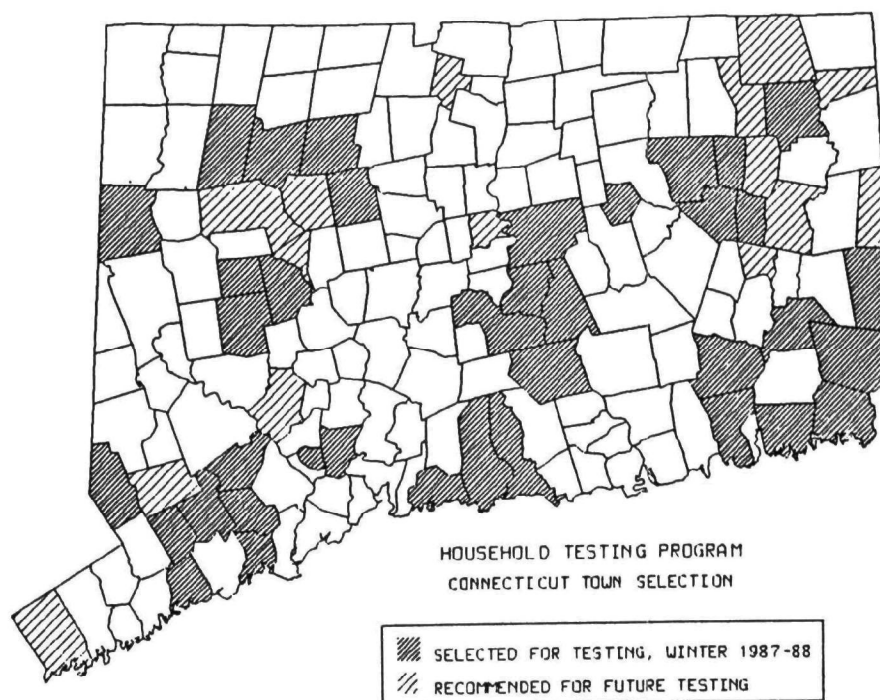 HOUSEHOLD TESTING PROGRAM
CONNECTICUT TOWN SELECTION
SELECTED FOR TESTING, WINTER 1987-88
RECOMMENDED FOR FUTURE TESTING